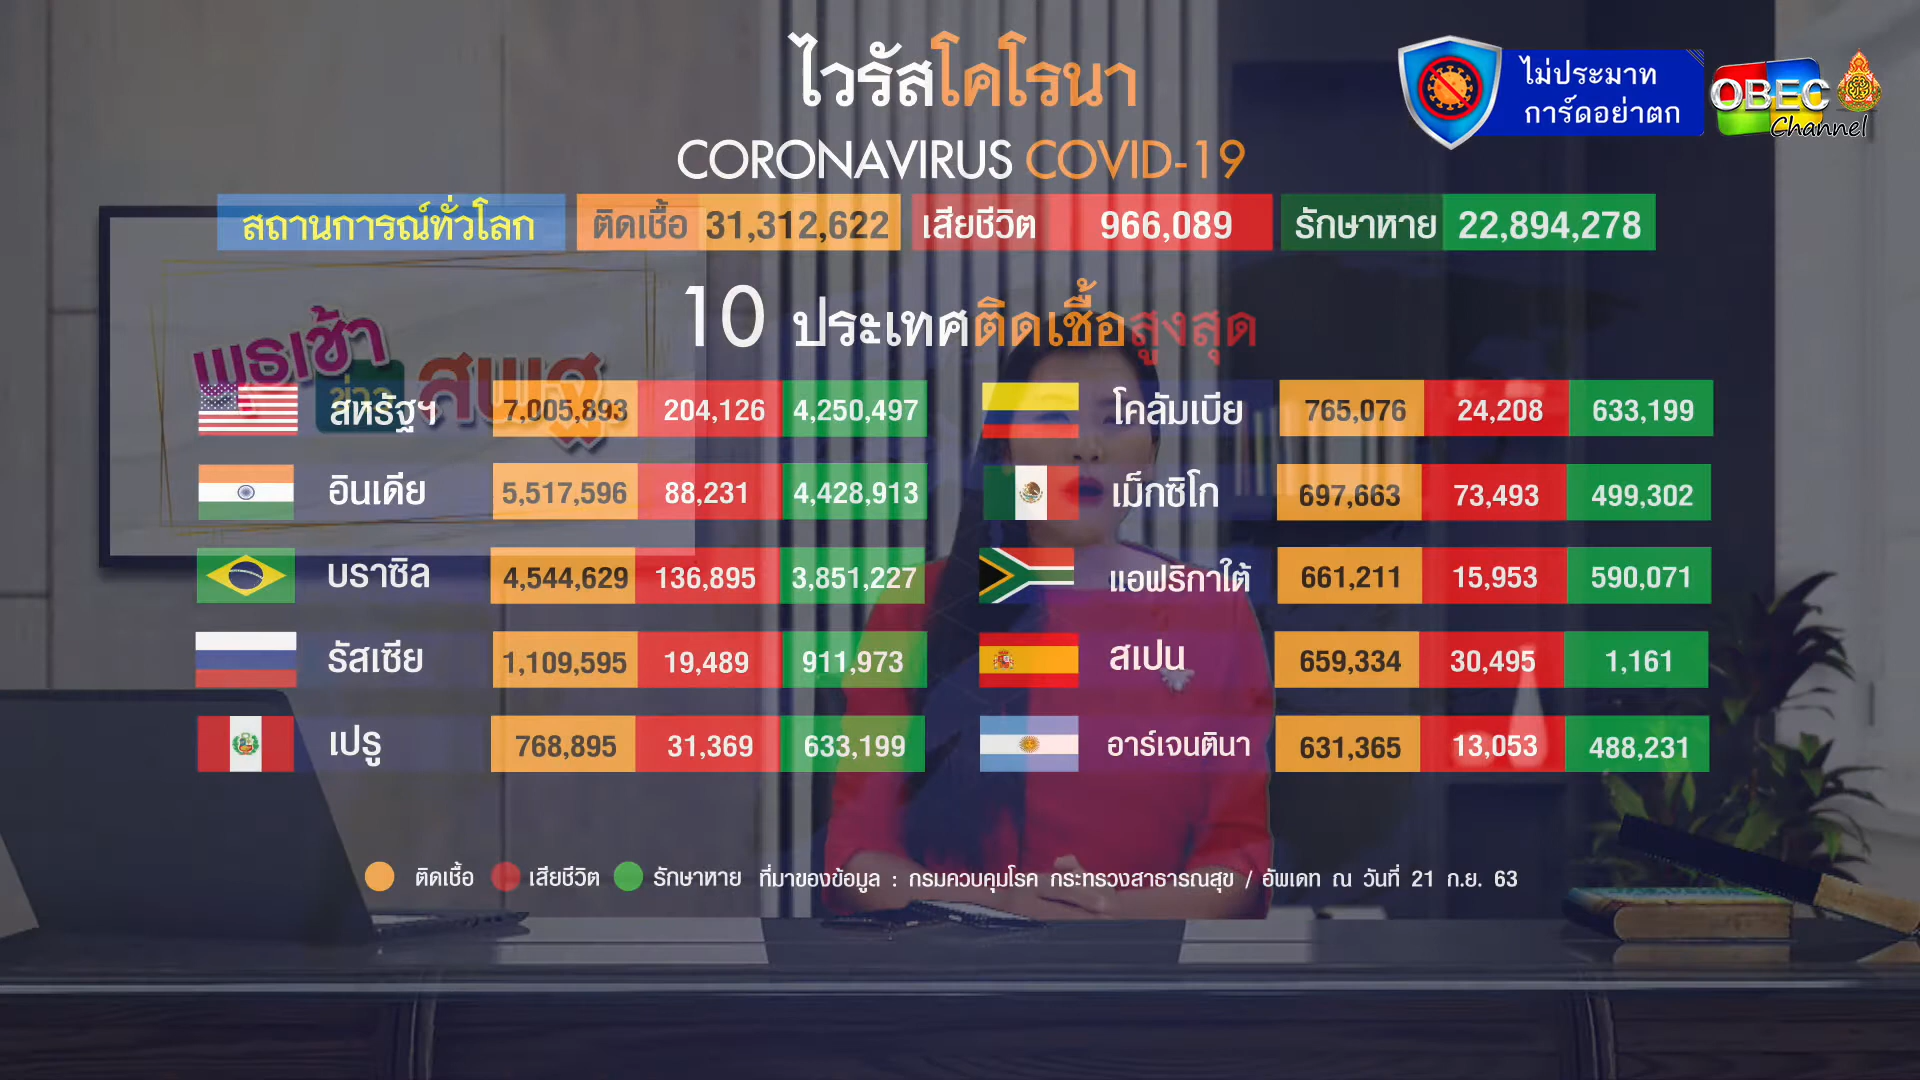 ไวรัสโคโรนา
CORONAVIRUS COVID-19
ไม่ประมาท
การ์ดอย่าตก
OBEC
Channel
สถานการณ์ทั่วโลก ติดเชื้อ 31,312,622 เสียชีวิต 966,089 รักษาหาย 22,894,278
10 ประเทศติดเชื้อสูงสุด
พุธเช้า
ข่าว สพฐ
สหรัฐฯ 7,005,893 204,126 4,250,497
อินเดีย 5,517,596 88,231 4,428,913
บราซิล 4,544,629 136,895 3,851,227
รัสเซีย 1,109,595 19,489 911,973
เปรู 768,895 31,369 633,199
โคลัมเบีย 765,076 24,208 633,199
เม็กซิโก 697,663 73,493 499,302
แอฟริกาใต้ 661,211 15,953 590,071
สเปน 659,334 30,495 1,161
อาร์เจนตินา 631,365 13,053 488,231
ติดเชื้อ เสียชีวิต รักษาหาย ที่มาของข้อมูล : กรมควบคุมโรค กระทรวงสาธารณสุข / อัพเดท ณ วันที่ 21 ก.ย. 63